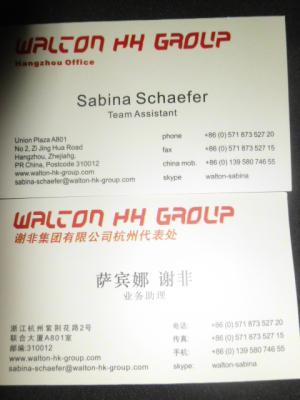 WALTON HK GROUP
Hangzhou Office
Sabina Schaefer
Team Assistant
Union Plaza A801
No 2, Zi Jing Hua Road
Hangzhou, Zhejiang,
PR China, Postcode 310012
www.walton-hk-group.com
sabina-schaefer@walton-hk-group.com
phone +86 (0) 571 873 527 20
fax +86 (0) 571 873 527 15
china mob. +86 (0) 139 580 746 55
skype walton-sabina
WALTON HK GROUP
谢非集团有限公司杭州代表处
萨宾娜 谢非
业务助理
浙江杭州紫荆花路2号
联合大厦A801室
邮编:310012
www.walton-hk-group.com
sabina-schaefer@walton-hk-group.com
电话: +86 (0) 571 873 527 20
传真: +86 (0) 571 873 527 15
手机: +86 (0) 139 580 746 55
skype: walton-sabina